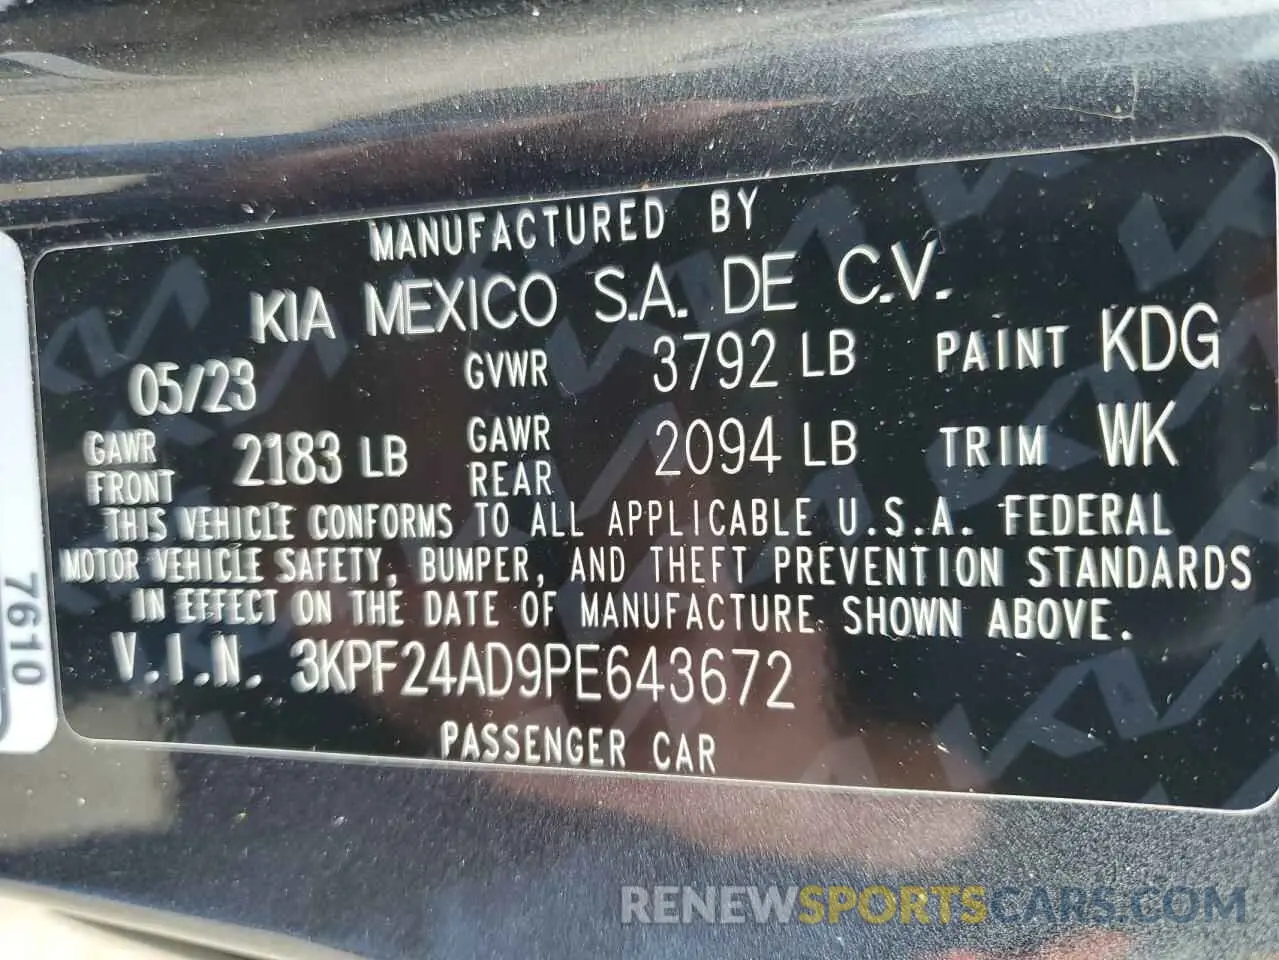 MANUFACTURED BY
KIA MEXICO S.A. DE C.V.
05/23 GVWR 3792 LB PAINT KDG
GAWR FRONT 2183 LB GAWR REAR 2094 LB TRIM WK
THIS VEHICLE CONFORMS TO ALL APPLICABLE U.S.A. FEDERAL
MOTOR VEHICLE SAFETY, BUMPER, AND THEFT PREVENTION STANDARDS
IN EFFECT ON THE DATE OF MANUFACTURE SHOWN ABOVE.
V.I.N. 3KPF24AD9PE643672
PASSENGER CAR
7610
RENEWSPORTSCARS.COM